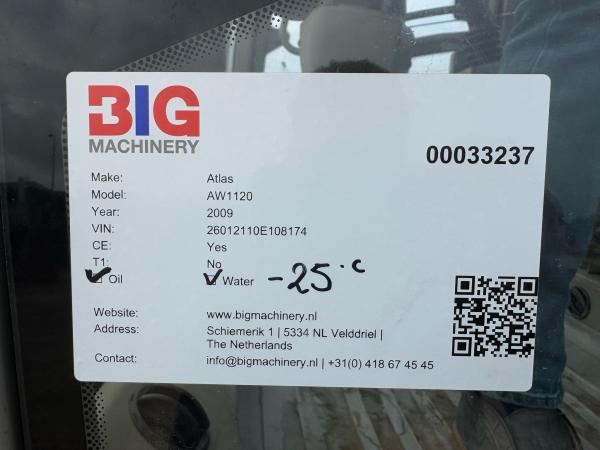 BIG
MACHINERY
00033237
Make: Atlas
Model: AW1120
Year: 2009
VIN: 26012110E108174
CE: Yes
T1: No
Oil Water -25°C
Website: www.bigmachinery.nl
Address: Schiemerik 1 | 5334 NL Velddriel |
The Netherlands
Contact: info@bigmachinery.nl | +31(0) 418 67 45 45